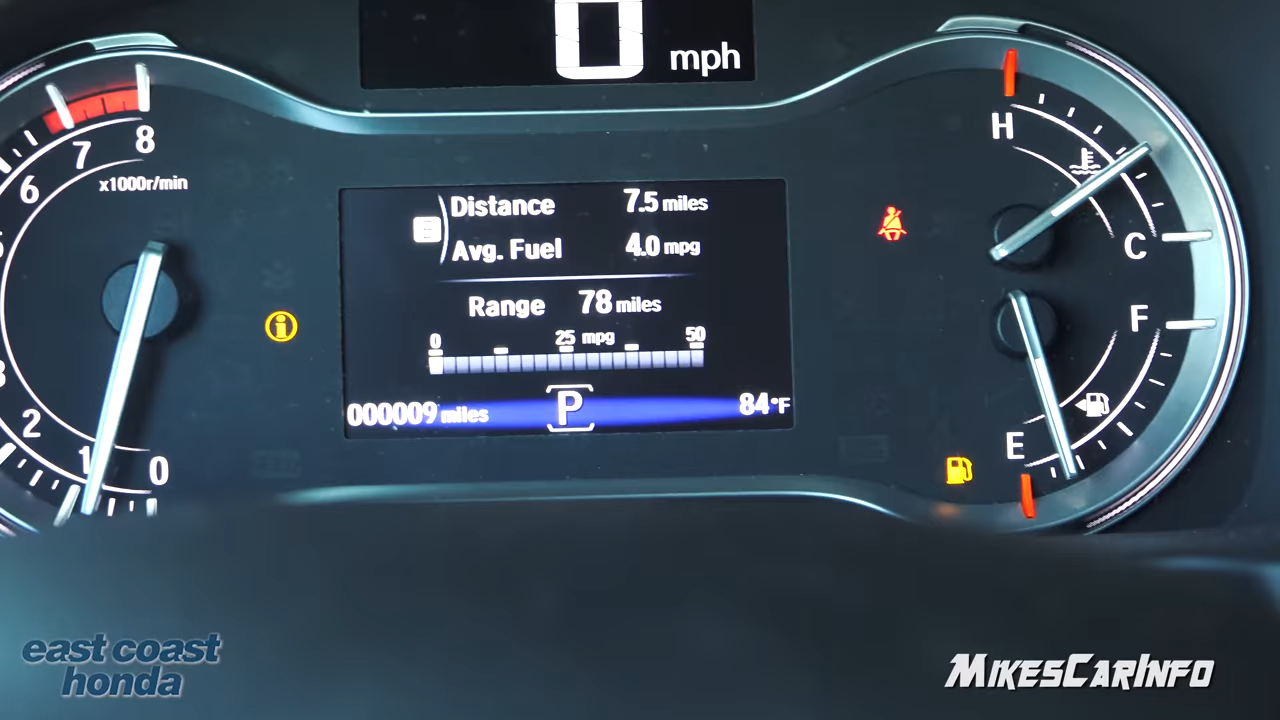 0 mph
8
7
6
x1000r/min
2
1
0
Distance 7.5 miles
Avg. Fuel 4.0 mpg
Range 78 miles
0 25 mpg 50
000009 miles P 84°F
H
C
F
E
east coast
honda
MIKESCARINFO